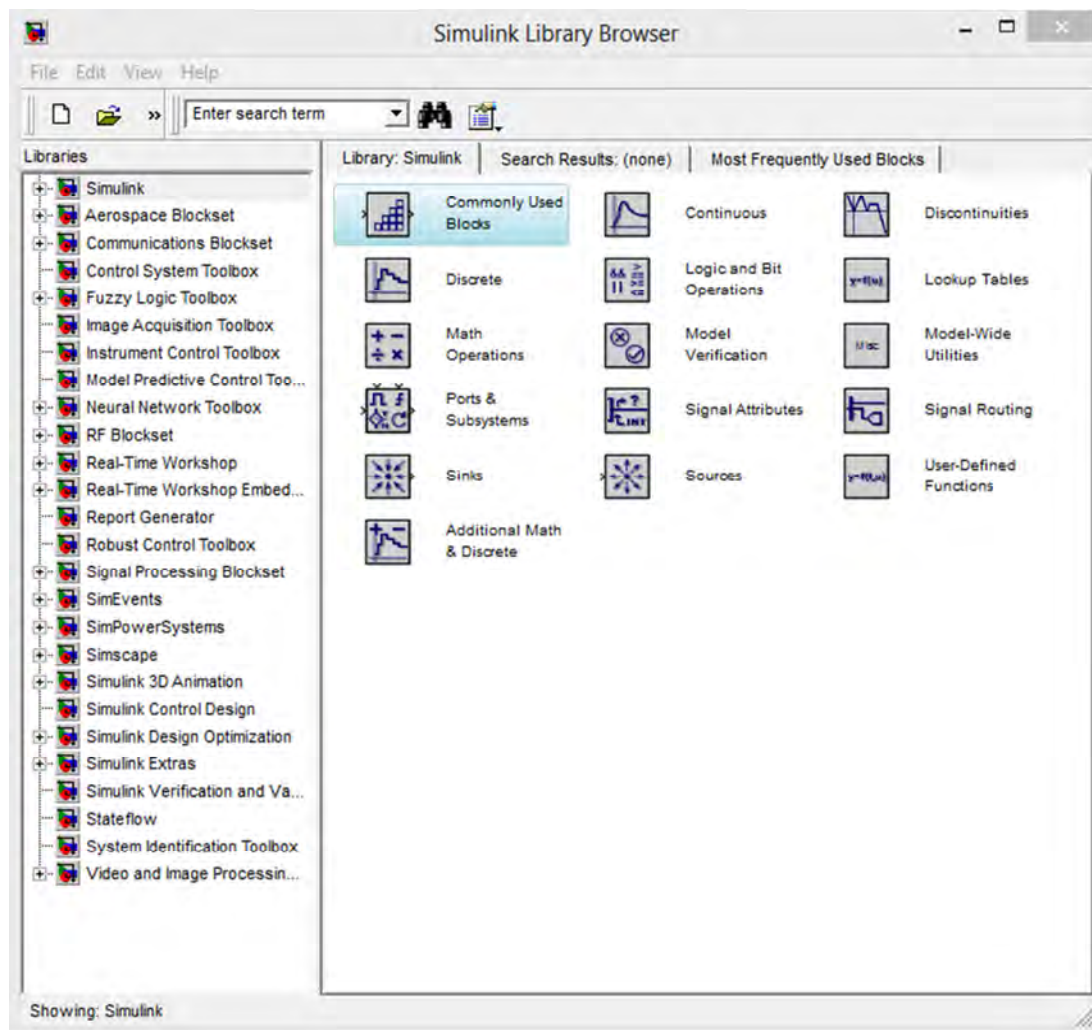 Simulink Library Browser
File Edit View Help
» Enter search term
Libraries
Simulink
Aerospace Blockset
Communications Blockset
Control System Toolbox
Fuzzy Logic Toolbox
Image Acquisition Toolbox
Instrument Control Toolbox
Model Predictive Control Too...
Neural Network Toolbox
RF Blockset
Real-Time Workshop
Real-Time Workshop Embed...
Report Generator
Robust Control Toolbox
Signal Processing Blockset
SimEvents
SimPowerSystems
Simscape
Simulink 3D Animation
Simulink Control Design
Simulink Design Optimization
Simulink Extras
Simulink Verification and Va...
Stateflow
System Identification Toolbox
Video and Image Processin...
Library: Simulink Search Results: (none) Most Frequently Used Blocks
Commonly Used
Blocks
Continuous
Discontinuities
Discrete
Logic and Bit
Operations
Lookup Tables
Math
Operations
Model
Verification
Misc
Model-Wide
Utilities
Ports &
Subsystems
Signal Attributes
Signal Routing
Sinks
Sources
User-Defined
Functions
Additional Math
& Discrete
Showing: Simulink